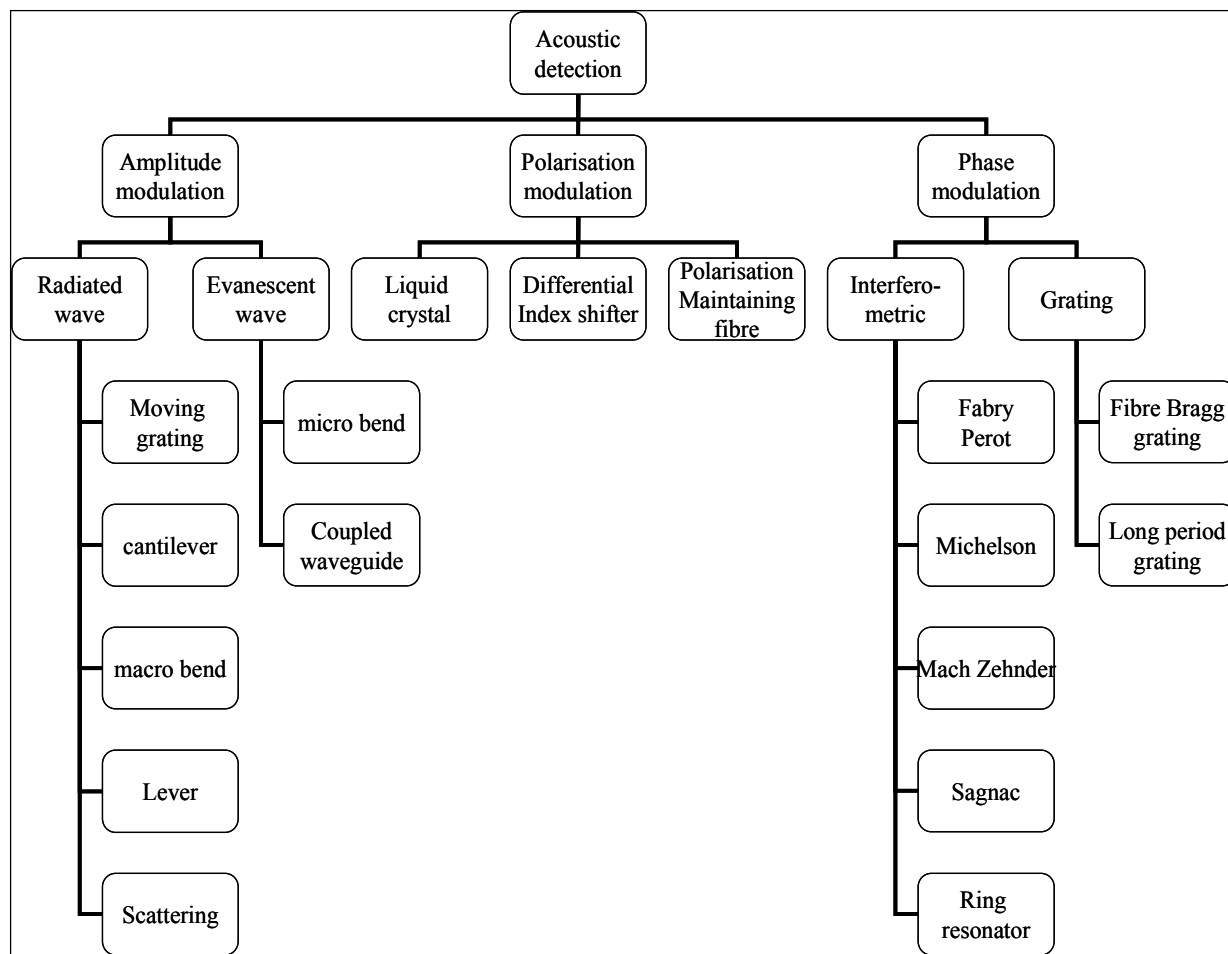 Acoustic
detection
Amplitude
modulation
Polarisation
modulation
Phase
modulation
Radiated
wave
Evanescent
wave
Liquid
crystal
Differential
Index shifter
Polarisation
Maintaining
fibre
Interfero-
metric
Grating
Moving
grating
micro bend
Fabry
Perot
Fibre Bragg
grating
cantilever
Coupled
waveguide
Michelson
Long period
grating
macro bend
Mach Zehnder
Lever
Sagnac
Scattering
Ring
resonator